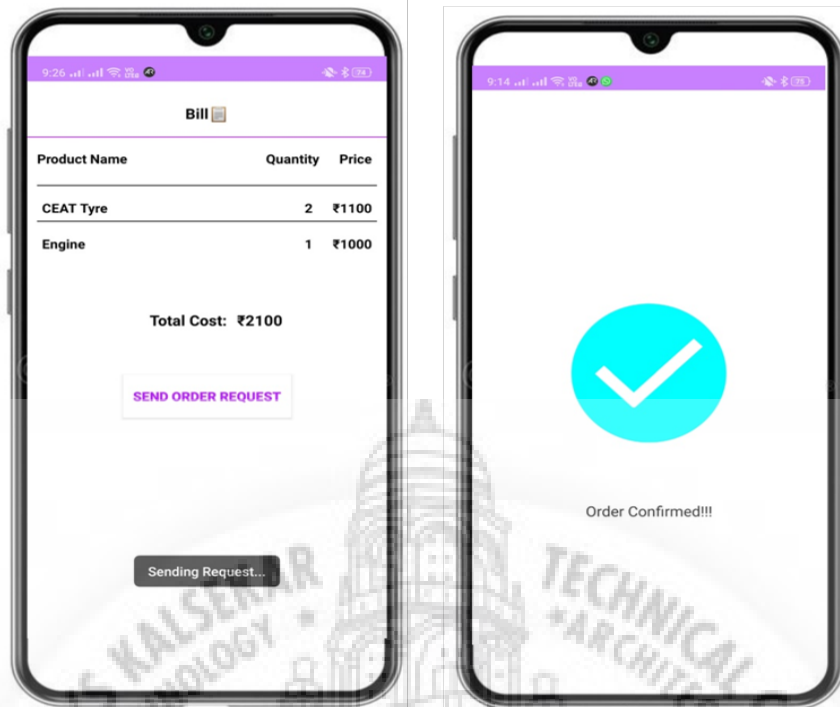 9:26
74
Bill
Product Name Quantity Price
CEAT Tyre 2 ₹1100
Engine 1 ₹1000
Total Cost: ₹2100
SEND ORDER REQUEST
Sending Request...
9:14
Order Confirmed!!!
KALSEKAR
TECHNICAL